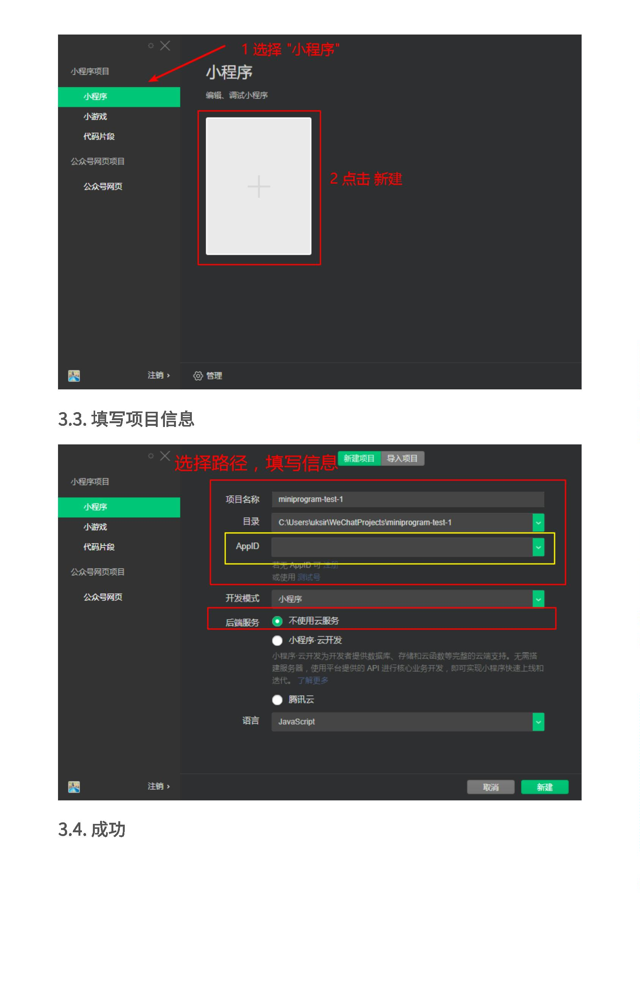 1 选择 "小程序"
小程序项目
小程序
小游戏
代码片段
公众号网页项目
公众号网页
注销 ›
小程序
编辑、调试小程序
2 点击 新建
管理
3.3. 填写项目信息
选择路径，填写信息
新建项目 导入项目
小程序项目
小程序
小游戏
代码片段
公众号网页项目
公众号网页
注销 ›
项目名称 miniprogram-test-1
目录 C:\Users\uksir\WeChatProjects\miniprogram-test-1
AppID
若无 AppID 可 注册
或使用 测试号
开发模式 小程序
后端服务 不使用云服务
小程序·云开发
小程序·云开发为开发者提供数据库、存储和云函数等完整的云端支持。无需搭
建服务器，使用平台提供的 API 进行核心业务开发，即可实现小程序快速上线和
迭代。 了解更多
腾讯云
语言 JavaScript
取消 新建
3.4. 成功